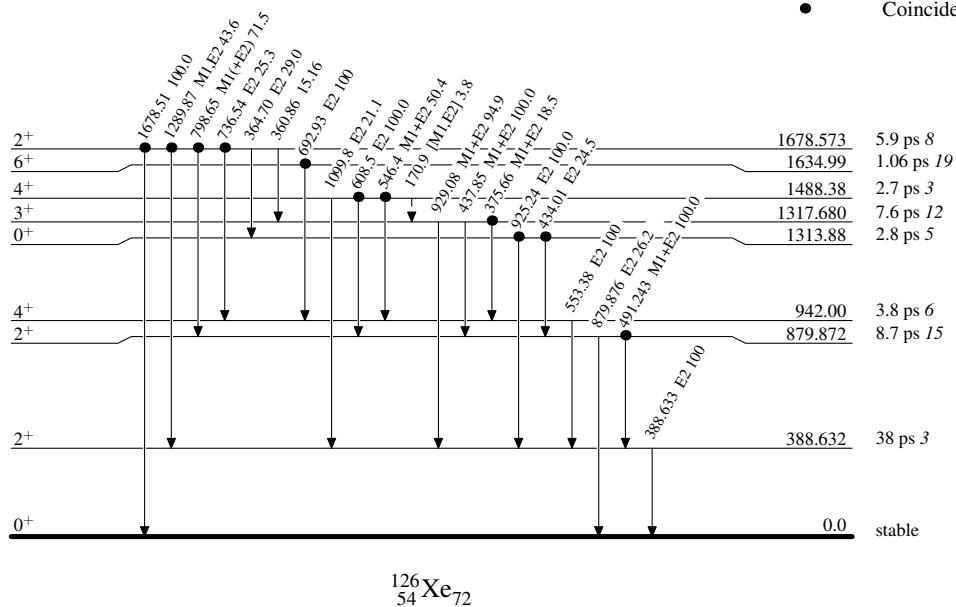 ● Coincide
1678.51 100.0
1289.87 M1,E2 43.6
798.65 M1(+E2) 71.5
736.54 E2 25.3
364.70 E2 29.0
360.86 15.16
692.93 E2 100
1099.8 E2 21.1
608.5 E2 100.0
546.4 M1+E2 50.4
170.9 [M1,E2] 3.8
929.08 M1+E2 94.9
437.85 M1+E2 100.0
375.66 M1+E2 18.5
925.24 E2 100.0
434.01 E2 24.5
553.38 E2 100
879.876 E2 26.2
491.243 M1+E2 100.0
388.633 E2 100
2+ 1678.573 5.9 ps 8
6+ 1634.99 1.06 ps 19
4+ 1488.38 2.7 ps 3
3+ 1317.680 7.6 ps 12
0+ 1313.88 2.8 ps 5
4+ 942.00 3.8 ps 6
2+ 879.872 8.7 ps 15
2+ 388.632 38 ps 3
0+ 0.0 stable
126 54 Xe 72